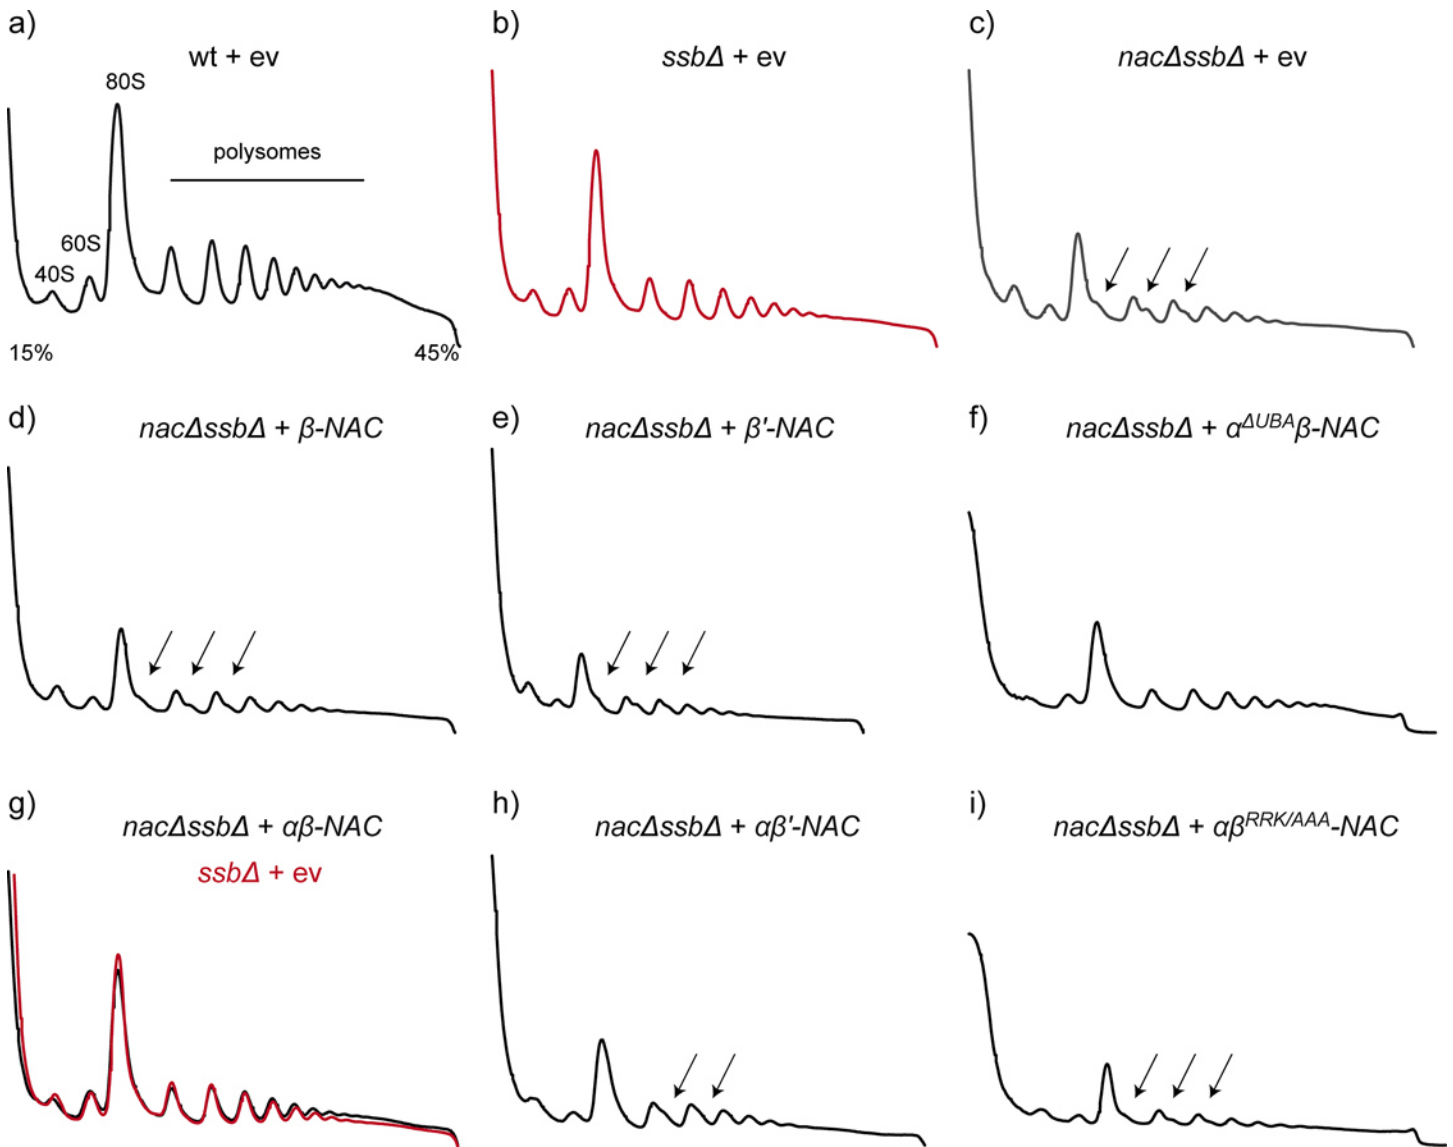 a)
wt + ev
80S
polysomes
60S
40S
15%
45%
b)
ssbΔ + ev
c)
nacΔssbΔ + ev
d)
nacΔssbΔ + β-NAC
e)
nacΔssbΔ + β'-NAC
f)
nacΔssbΔ + α^ΔUBAβ-NAC
g)
nacΔssbΔ + αβ-NAC
ssbΔ + ev
h)
nacΔssbΔ + αβ'-NAC
i)
nacΔssbΔ + αβ^RRK/AAA-NAC